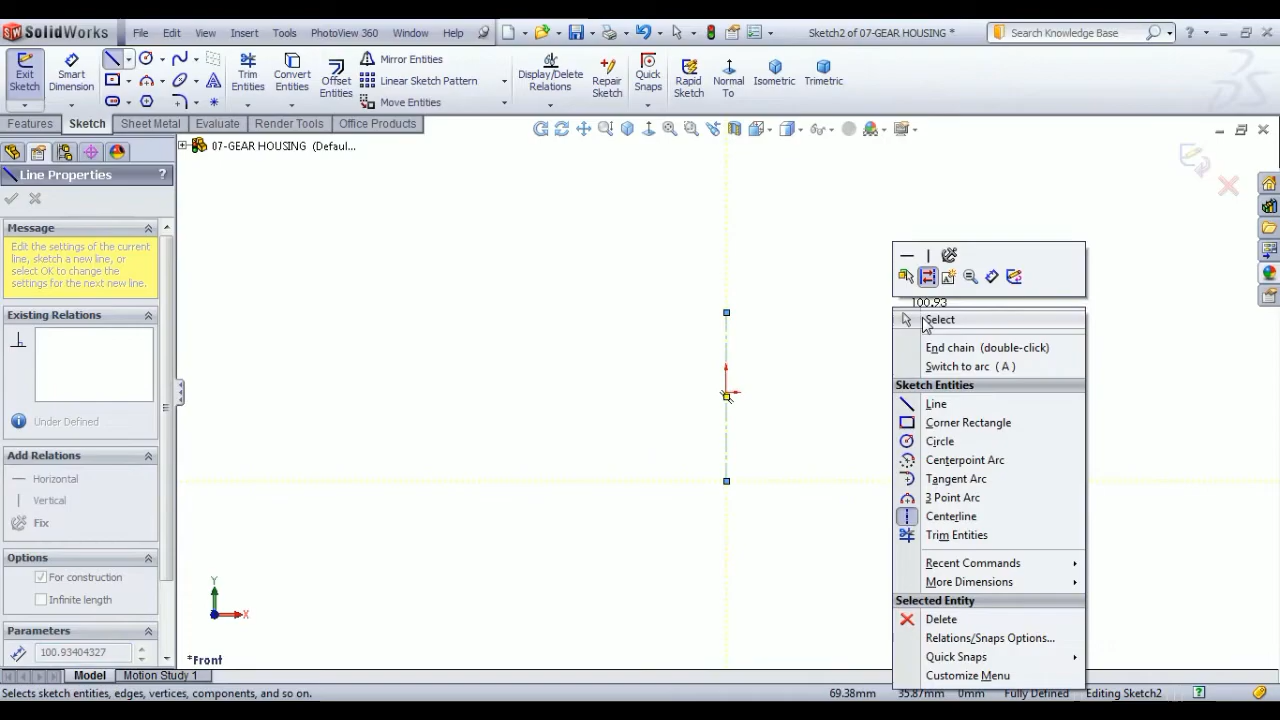 SolidWorks File Edit View Insert Tools PhotoView 360 Window Help Sketch2 of 07-GEAR HOUSING * Search Knowledge Base ?
Exit Sketch
Smart Dimension
Trim Entities
Convert Entities
Offset Entities
Mirror Entities
Linear Sketch Pattern
Move Entities
Display/Delete Relations
Repair Sketch
Quick Snaps
Rapid Sketch
Normal To
Isometric
Trimetric
Features Sketch Sheet Metal Evaluate Render Tools Office Products
07-GEAR HOUSING (Defaul...
Line Properties ?
Message
Edit the settings of the current
line, sketch a new line, or
select OK to change the
settings for the next new line.
Existing Relations
Under Defined
Add Relations
Horizontal
Vertical
Fix
Options
For construction
Infinite length
Parameters
100.93404327
100.93
Select
End chain (double-click)
Switch to arc ( A )
Sketch Entities
Line
Corner Rectangle
Circle
Centerpoint Arc
Tangent Arc
3 Point Arc
Centerline
Trim Entities
Recent Commands
More Dimensions
Selected Entity
Delete
Relations/Snaps Options...
Quick Snaps
Customize Menu
Y
X
*Front
Model Motion Study 1
Selects sketch entities, edges, vertices, components, and so on. 69.38mm 35.87mm 0mm Fully Defined Editing Sketch2 ?